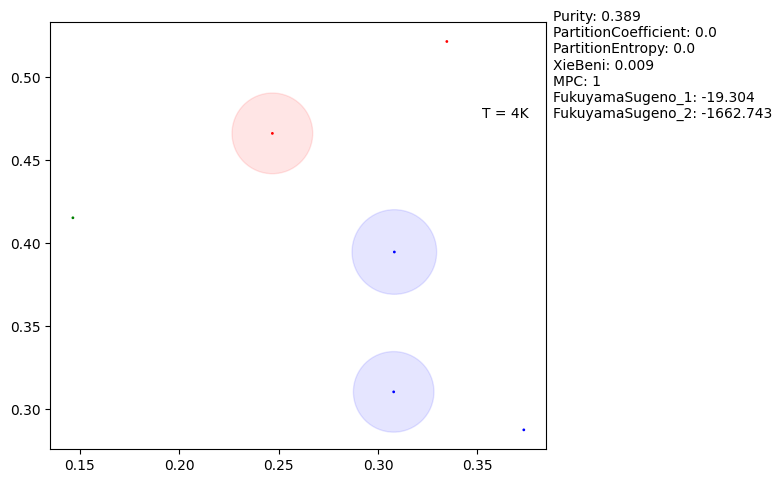 Purity: 0.389
PartitionCoefficient: 0.0
PartitionEntropy: 0.0
XieBeni: 0.009
MPC: 1
FukuyamaSugeno_1: -19.304
FukuyamaSugeno_2: -1662.743
T = 4K
0.50
0.45
0.40
0.35
0.30
0.15 0.20 0.25 0.30 0.35